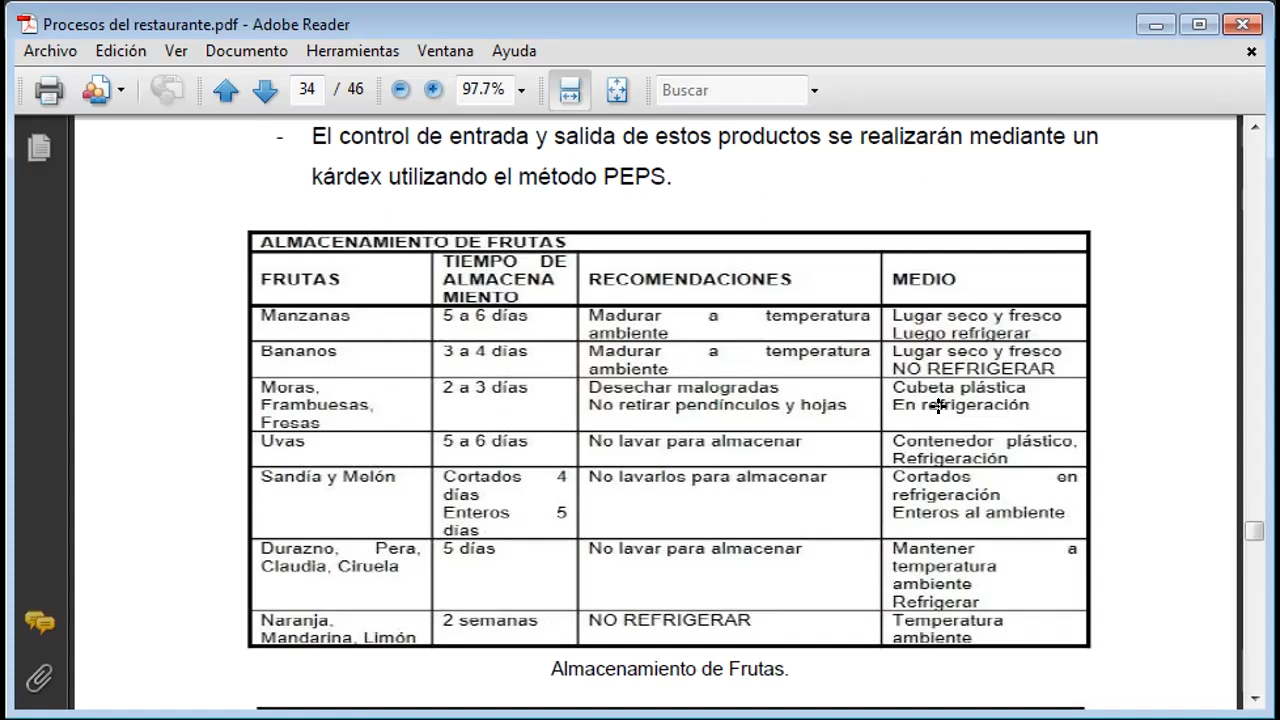 Procesos del restaurante.pdf - Adobe Reader
Archivo Edición Ver Documento Herramientas Ventana Ayuda
34 / 46 97.7% Buscar
- El control de entrada y salida de estos productos se realizarán mediante un
kárdex utilizando el método PEPS.
ALMACENAMIENTO DE FRUTAS
FRUTAS
TIEMPO DE
ALMACENA
MIENTO
RECOMENDACIONES
MEDIO
Manzanas
5 a 6 días
Madurar a temperatura
ambiente
Lugar seco y fresco
Luego refrigerar
Bananos
3 a 4 días
Madurar a temperatura
ambiente
Lugar seco y fresco
NO REFRIGERAR
Moras,
Frambuesas,
Fresas
2 a 3 días
Desechar malogradas
No retirar pendínculos y hojas
Cubeta plástica
En refrigeración
Uvas
5 a 6 días
No lavar para almacenar
Contenedor plástico,
Refrigeración
Sandía y Melón
Cortados 4
días
Enteros 5
días
No lavarlos para almacenar
Cortados en
refrigeración
Enteros al ambiente
Durazno, Pera,
Claudia, Ciruela
5 días
No lavar para almacenar
Mantener a
temperatura
ambiente
Refrigerar
Naranja,
Mandarina, Limón
2 semanas
NO REFRIGERAR
Temperatura
ambiente
Almacenamiento de Frutas.